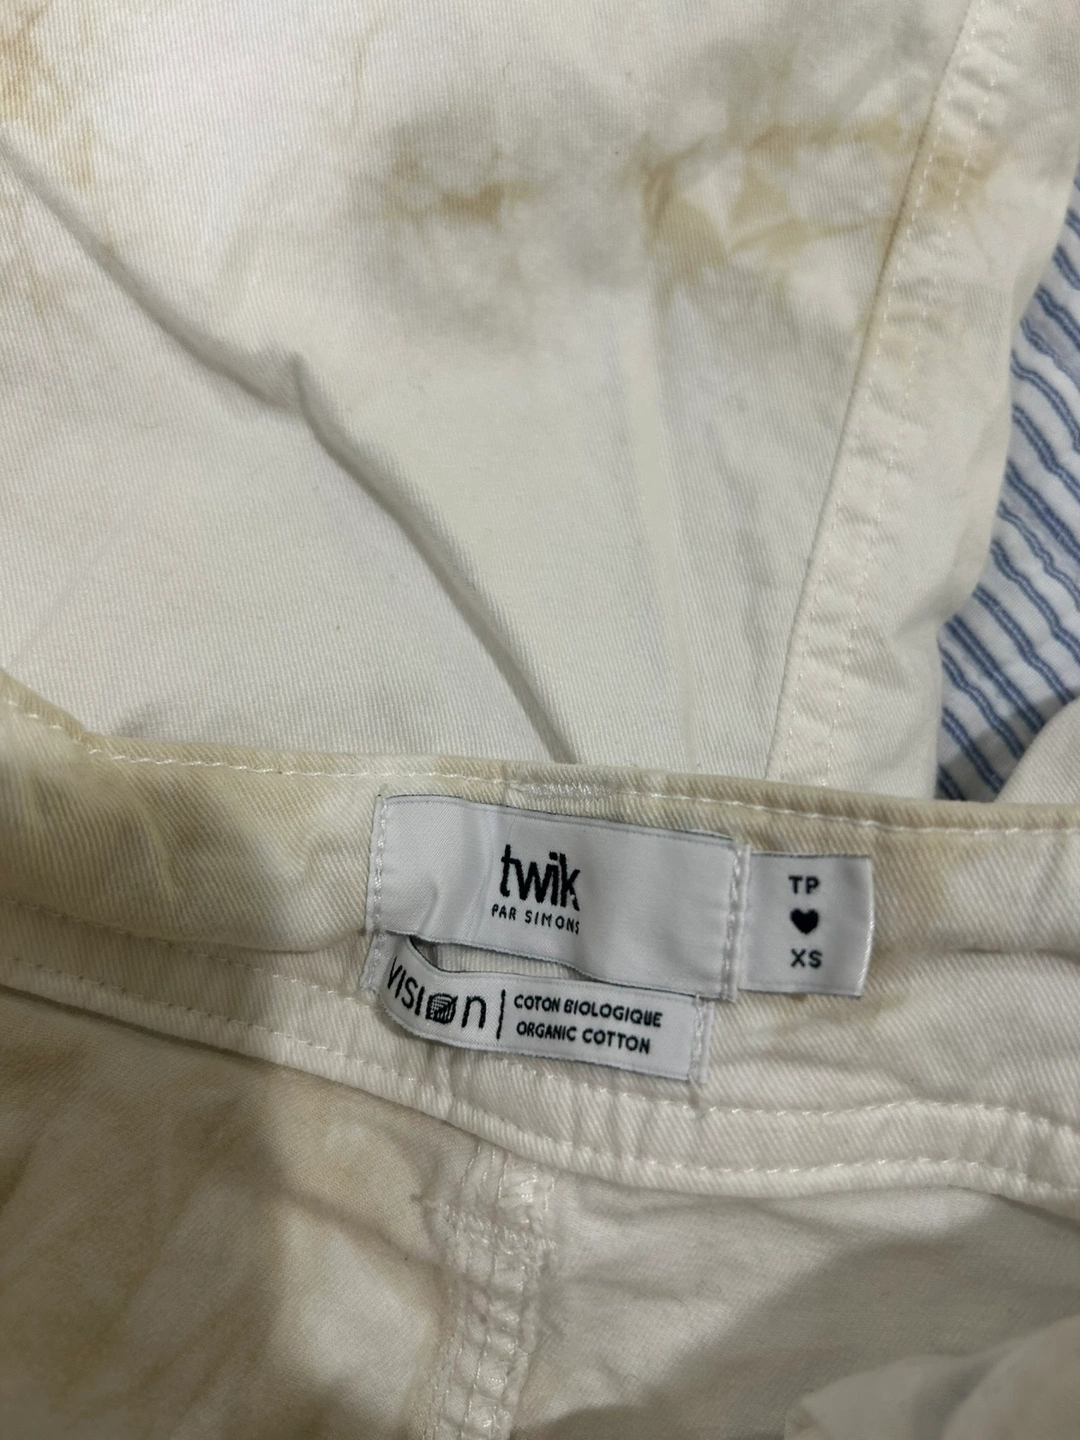 twik
PAR SIMONS
TP
XS
VISION
COTON BIOLOGIQUE
ORGANIC COTTON